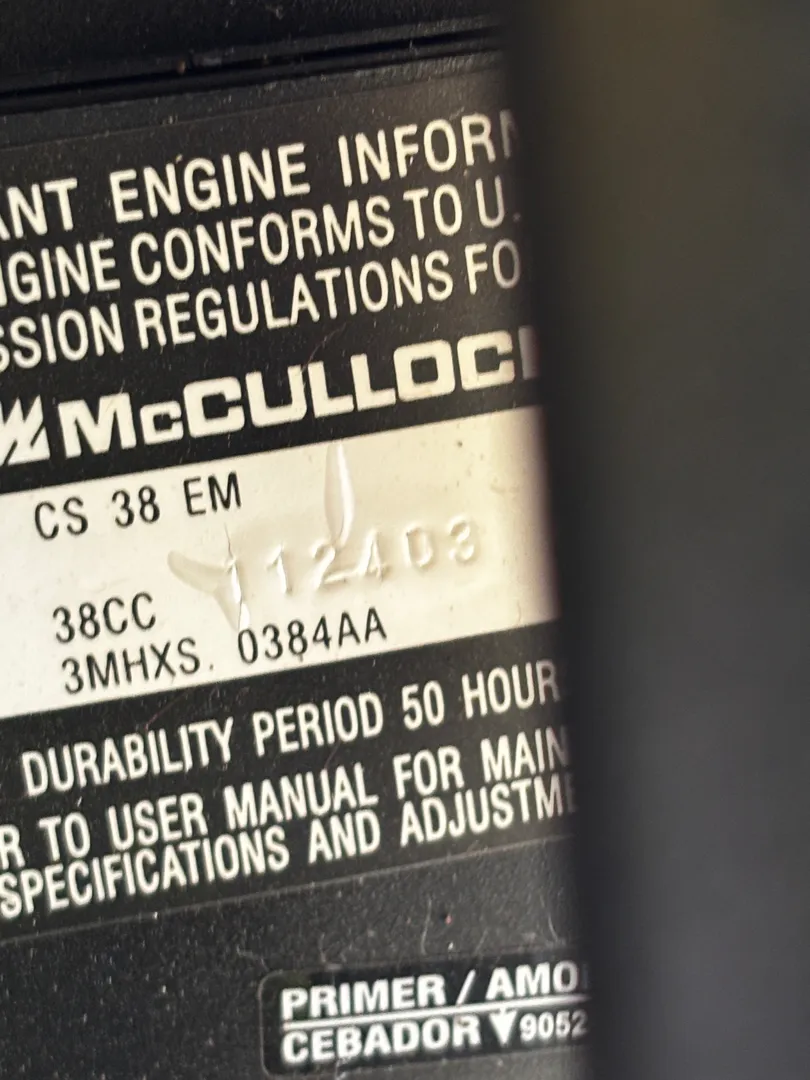 ANT ENGINE INFOR
GINE CONFORMS TO U.
SSION REGULATIONS FO
McCULLOC
CS 38 EM
112403
38CC
3MHXS. 0384AA
DURABILITY PERIOD 50 HOUR
R TO USER MANUAL FOR MAIN
SPECIFICATIONS AND ADJUSTM
PRIMER / AMO
CEBADOR 9052